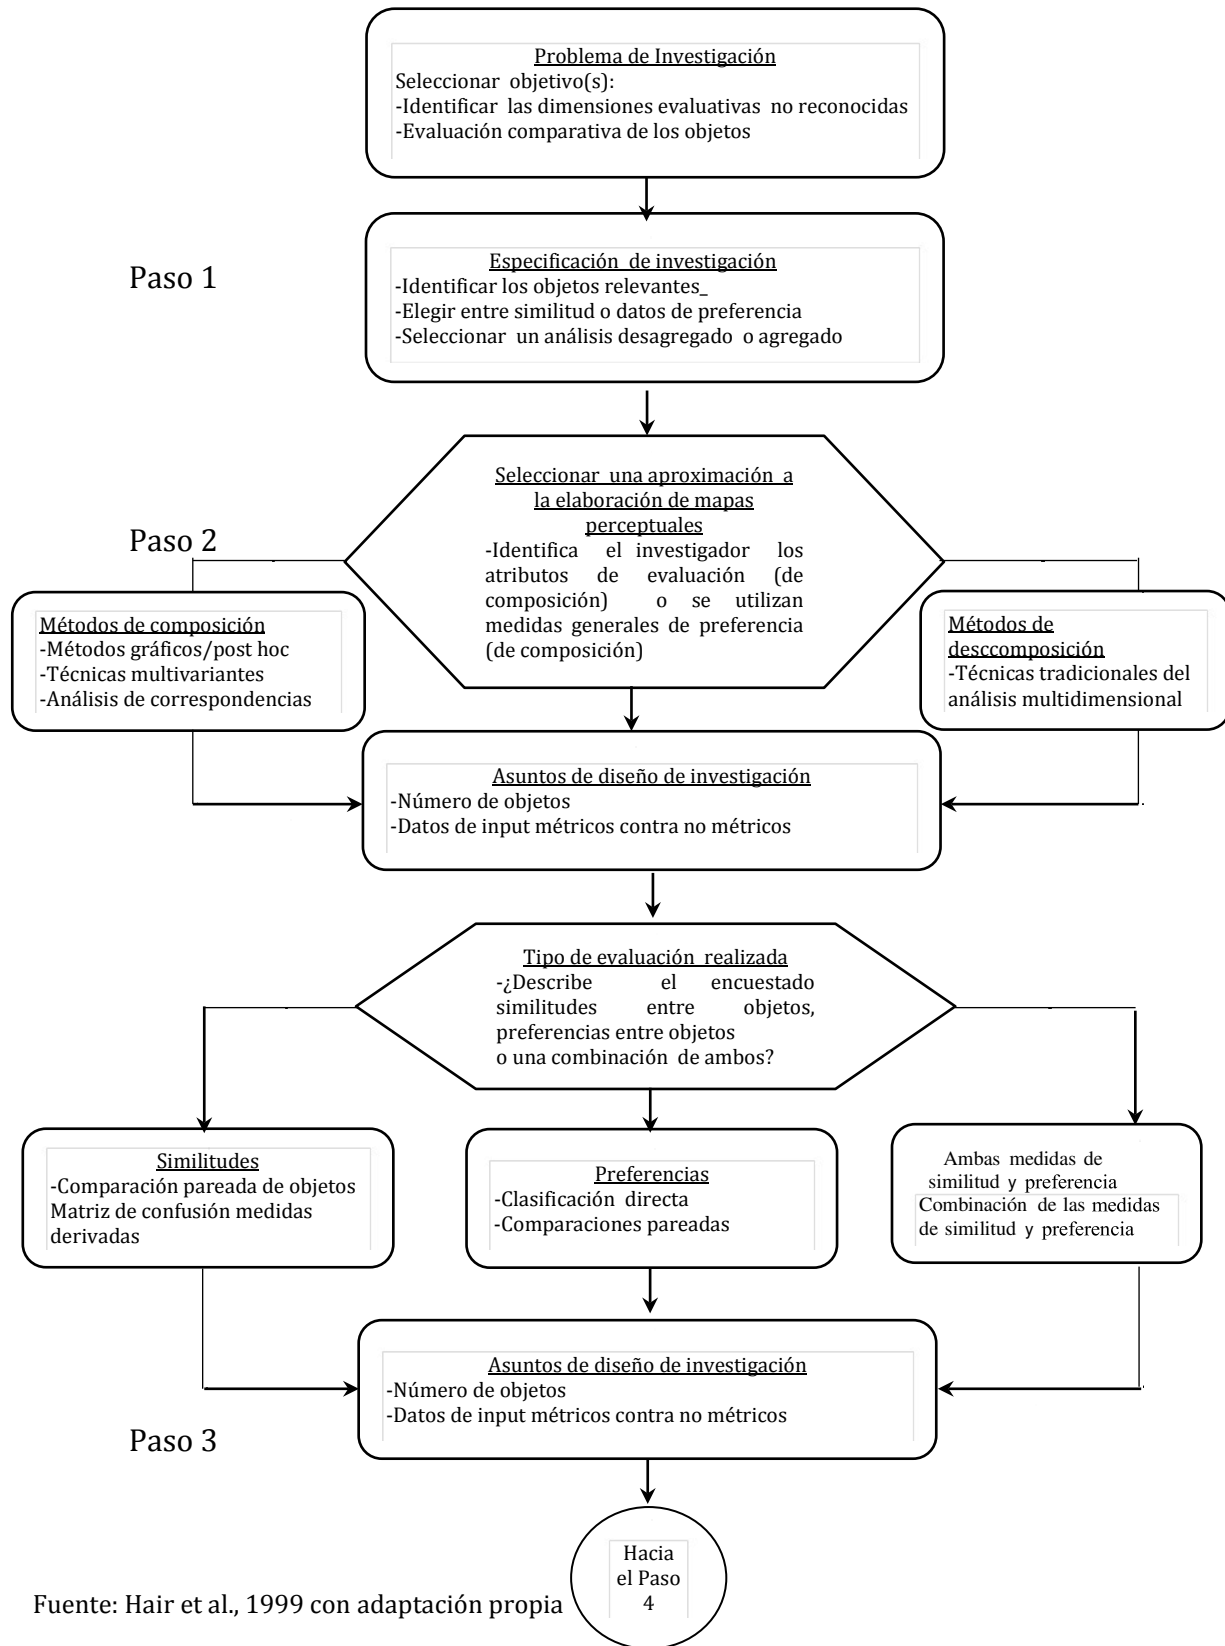 Problema de Investigación
Seleccionar objetivo(s):
-Identificar las dimensiones evaluativas no reconocidas
-Evaluación comparativa de los objetos
Paso 1
Especificación de investigación
-Identificar los objetos relevantes_
-Elegir entre similitud o datos de preferencia
-Seleccionar un análisis desagregado o agregado
Paso 2
Seleccionar una aproximación a
la elaboración de mapas
perceptuales
-Identifica el investigador los
atributos de evaluación (de
composición) o se utilizan
medidas generales de preferencia
(de composición)
Métodos de composición
-Métodos gráficos/post hoc
-Técnicas multivariantes
-Análisis de correspondencias
Métodos de
desccomposición
-Técnicas tradicionales del
análisis multidimensional
Asuntos de diseño de investigación
-Número de objetos
-Datos de input métricos contra no métricos
Tipo de evaluación realizada
-¿Describe el encuestado
similitudes entre objetos,
preferencias entre objetos
o una combinación de ambos?
Similitudes
-Comparación pareada de objetos
Matriz de confusión medidas
derivadas
Preferencias
-Clasificación directa
-Comparaciones pareadas
Ambas medidas de
similitud y preferencia
Combinación de las medidas
de similitud y preferencia
Asuntos de diseño de investigación
-Número de objetos
-Datos de input métricos contra no métricos
Paso 3
Hacia
el Paso
4
Fuente: Hair et al., 1999 con adaptación propia